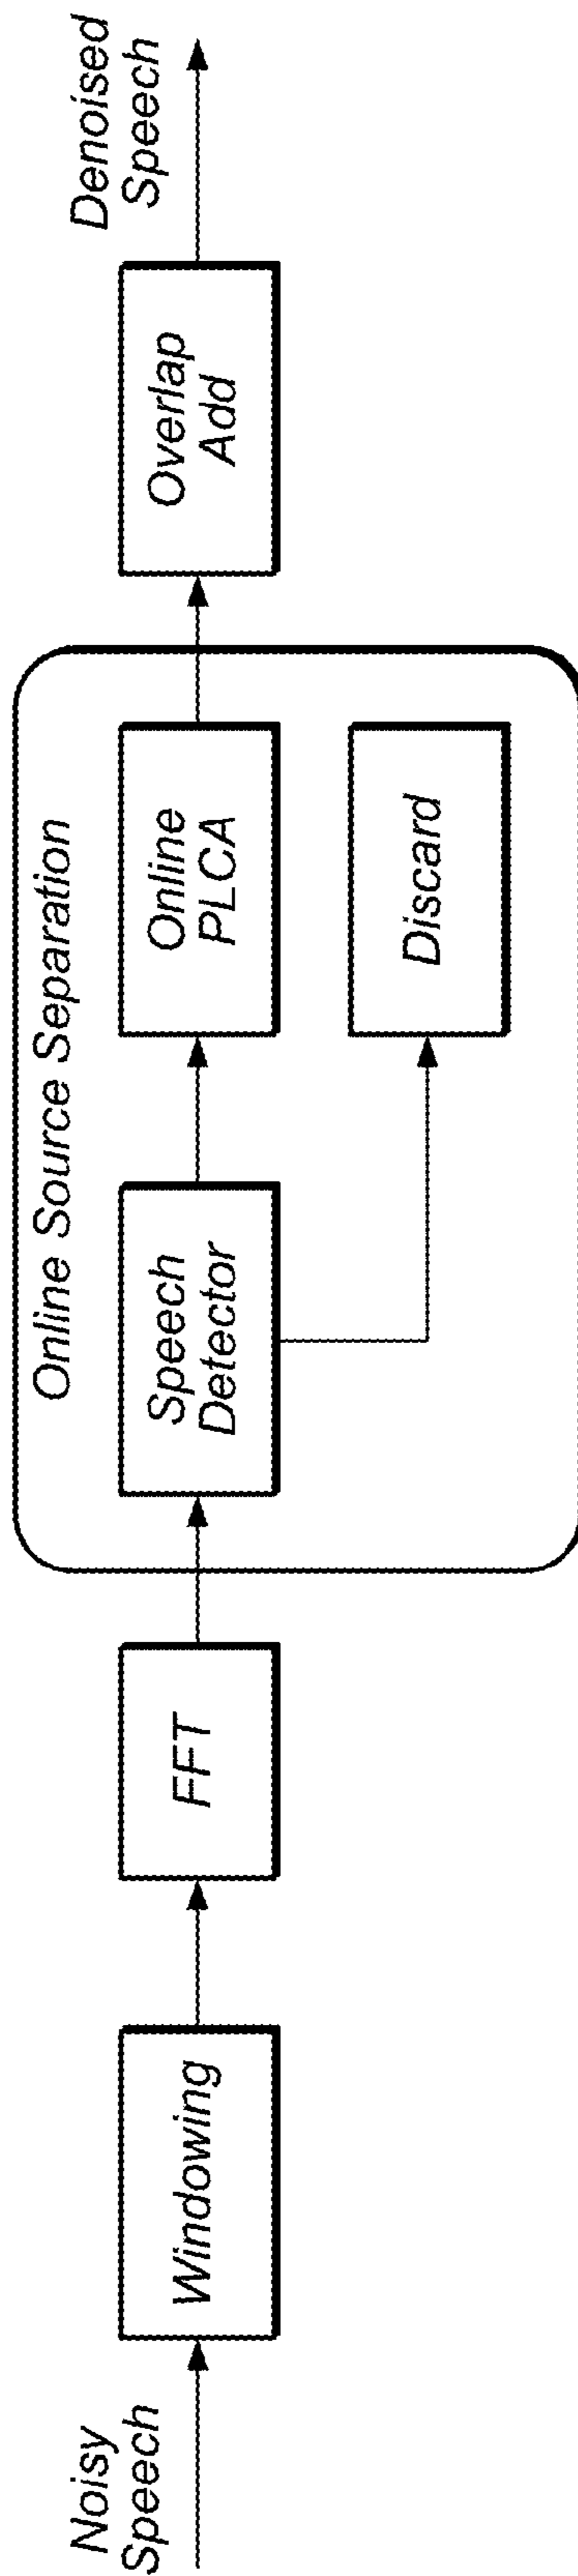 Noisy
Speech
Windowing
FFT
Online Source Separation
Speech
Detector
Online
PLCA
Discard
Overlap
Add
Denoised
Speech